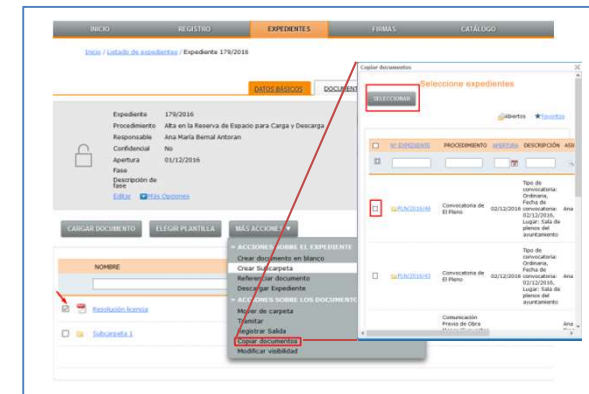 INICIO REGISTRO EXPEDIENTES FIRMAS CATÁLOGO
Inicio / Listado de expedientes / Expediente 179/2016
DATOS BÁSICOS DOCUMENT
Expediente 179/2016
Procedimiento Alta en la Reserva de Espacio para Carga y Descarga
Responsable Ana María Bernal Antoran
Confidencial No
Apertura 01/12/2016
Fase
Descripción de
fase
Editar Más Opciones
CARGAR DOCUMENTO ELEGIR PLANTILLA MÁS ACCIONES
ACCIONES SOBRE EL EXPEDIENTE
Crear documento en blanco
Crear Subcarpeta
Referenciar documento
Descargar Expediente
ACCIONES SOBRE LOS DOCUMENTO
Mover de carpeta
Tramitar
Registrar Salida
Copiar documentos
Modificar visibilidad
NOMBRE
Resolución licencia
Subcarpeta 1
Copiar documentos
Seleccione expedientes
SELECCIONAR
Abiertos Favoritos
Nº EXPEDIENTE PROCEDIMIENTO APERTURA DESCRIPCIÓN
PLN/2016/44 Convocatoria de El Pleno 02/12/2016 Tipo de
convocatoria:
Ordinaria,
Fecha de
convocatoria:
02/12/2016,
Lugar: Sala de
plenos del
ayuntamiento
Ana
PLN/2016/43 Convocatoria de El Pleno 02/12/2016 Tipo de
convocatoria:
Ordinaria,
Fecha de
convocatoria:
02/12/2016,
Lugar: Sala de
plenos del
ayuntamiento
Ana
Comunicación
Previa de Obra
Ana